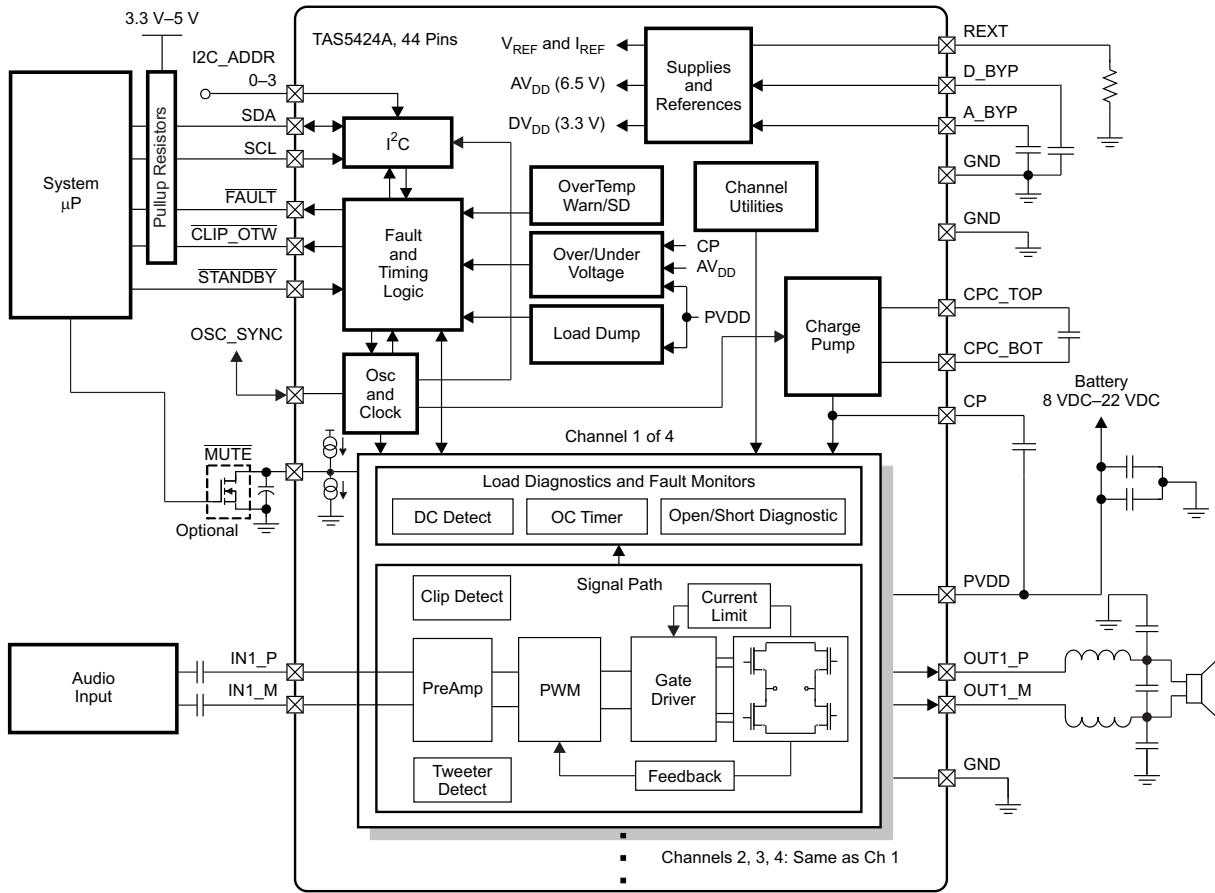 3.3 V–5 V
TAS5424A, 44 Pins
I2C_ADDR
0–3
SDA
SCL
FAULT
CLIP_OTW
STANDBY
OSC_SYNC
MUTE
Optional
System
µP
Pullup Resistors
I²C
Fault
and
Timing
Logic
Osc
and
Clock
V_REF and I_REF
AV_DD (6.5 V)
DV_DD (3.3 V)
Supplies
and
References
OverTemp
Warn/SD
Over/Under
Voltage
Load Dump
CP
AV_DD
PVDD
Channel
Utilities
Charge
Pump
REXT
D_BYP
A_BYP
GND
GND
CPC_TOP
CPC_BOT
CP
Battery
8 VDC–22 VDC
PVDD
OUT1_P
OUT1_M
GND
Channel 1 of 4
Load Diagnostics and Fault Monitors
DC Detect
OC Timer
Open/Short Diagnostic
Signal Path
Clip Detect
Current
Limit
PreAmp
PWM
Gate
Driver
Tweeter
Detect
Feedback
Audio
Input
IN1_P
IN1_M
Channels 2, 3, 4: Same as Ch 1